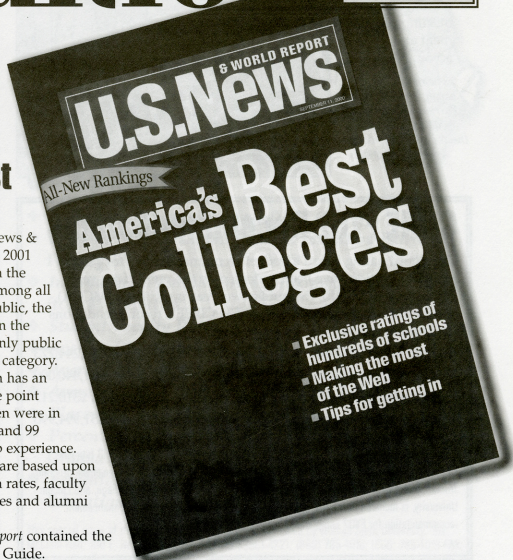 & WORLD REPORT
U.S.News
SEPTEMBER 11, 2000
All-New Rankings
America's Best
Colleges
■ Exclusive ratings of
hundreds of schools
■ Making the most
of the Web
■ Tips for getting in
st
ews &
2001
n the
mong all
ublic, the
n the
nly public
category.
n has an
e point
en were in
and 99
p experience.
are based upon
n rates, faculty
es and alumni
port contained the
Guide.